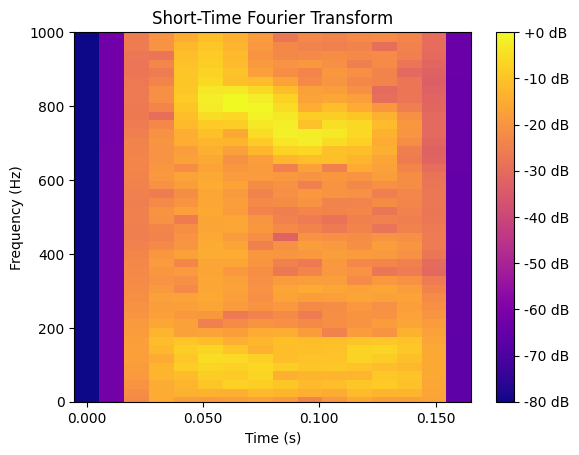 Short-Time Fourier Transform
Frequency (Hz)
1000
800
600
400
200
0
0.000 0.050 0.100 0.150
Time (s)
+0 dB
-10 dB
-20 dB
-30 dB
-40 dB
-50 dB
-60 dB
-70 dB
-80 dB